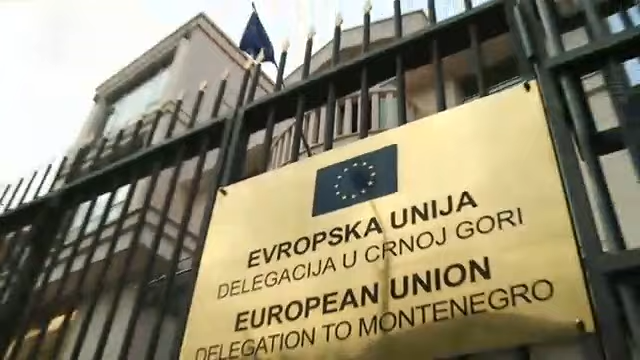 EVROPSKA UNIJA
DELEGACIJA U CRNOJ GORI
EUROPEAN UNION
DELEGATION TO MONTENEGRO